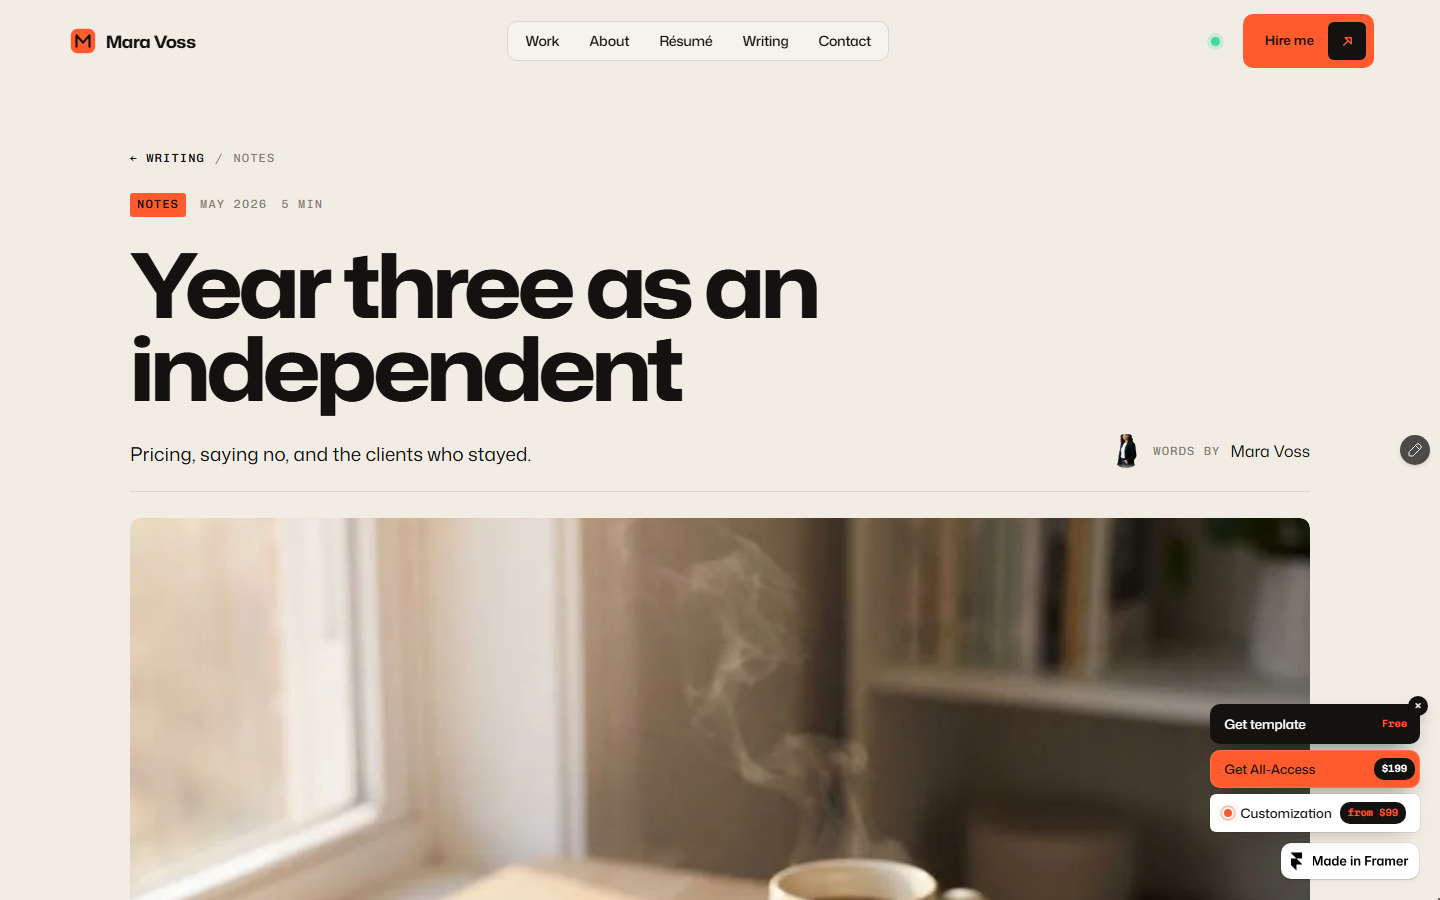 Mara Voss
Work
About
Résumé
Writing
Contact
Hire me
← WRITING / NOTES
NOTES MAY 2026 5 MIN
Year three as an
independent
Pricing, saying no, and the clients who stayed.
WORDS BY Mara Voss
Get template Free
Get All-Access $199
Customization from $99
Made in Framer